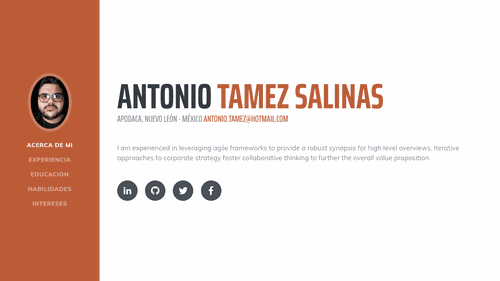 ACERCA DE MI
EXPERIENCIA
EDUCACION
HABILIDADES
INTERESES
ANTONIO TAMEZ SALINAS
APODACA, NUEVO LEÓN - MÉXICO ANTONIO.TAMEZ@HOTMAIL.COM
I am experienced in leveraging agile frameworks to provide a robust synopsis for high level overviews. Iterative
approaches to corporate strategy foster collaborative thinking to further the overall value proposition.